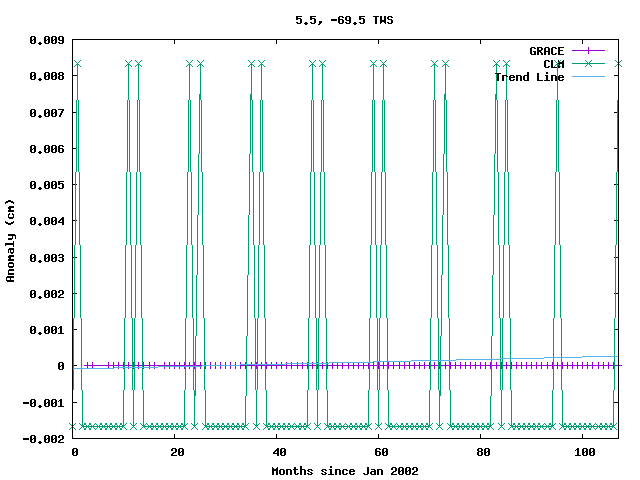 5.5, -69.5 TWS
0.009
0.008
0.007
0.006
0.005
0.004
0.003
0.002
0.001
0
-0.001
-0.002
Anomaly (cm)
GRACE
CLM
Trend Line
0 20 40 60 80 100
Months since Jan 2002